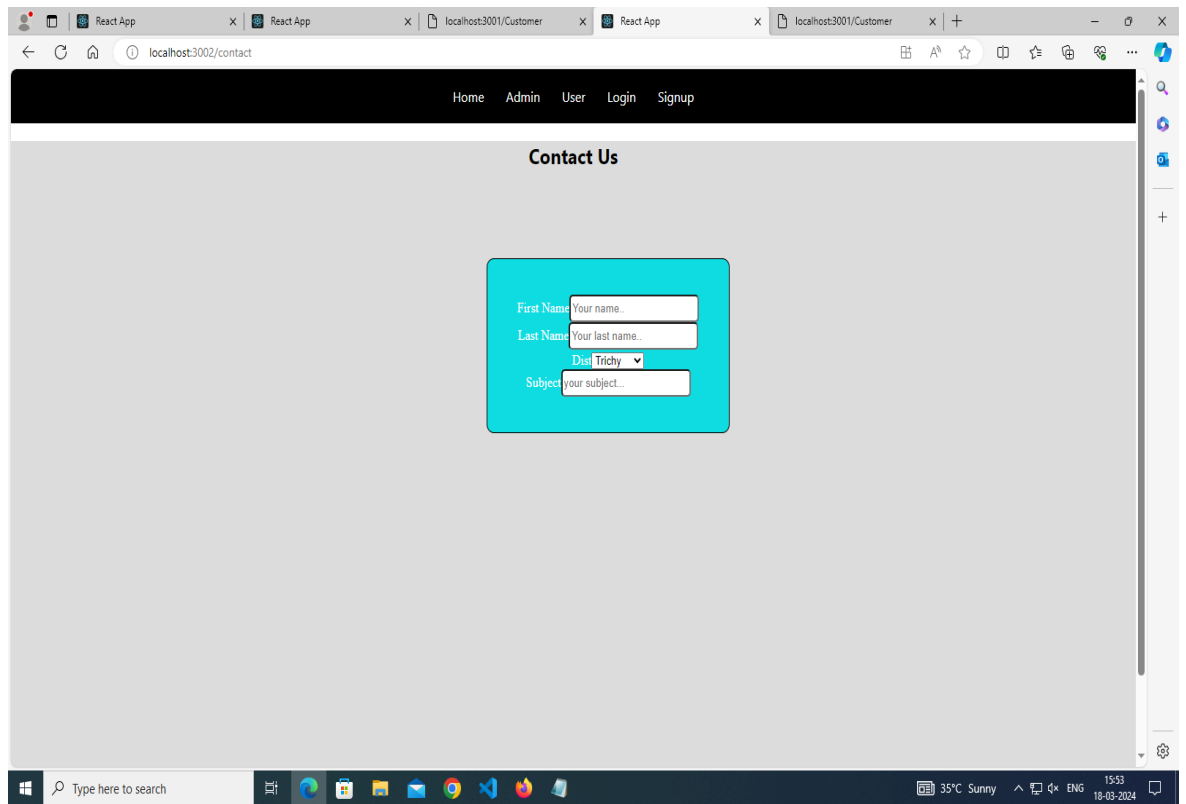 React App React App localhost:3001/Customer React App localhost:3001/Customer
localhost:3002/contact
Home Admin User Login Signup
Contact Us
First Name Your name..
Last Name Your last name..
Dist Trichy
Subject your subject...
Type here to search 35°C Sunny ENG 15:53
18-03-2024